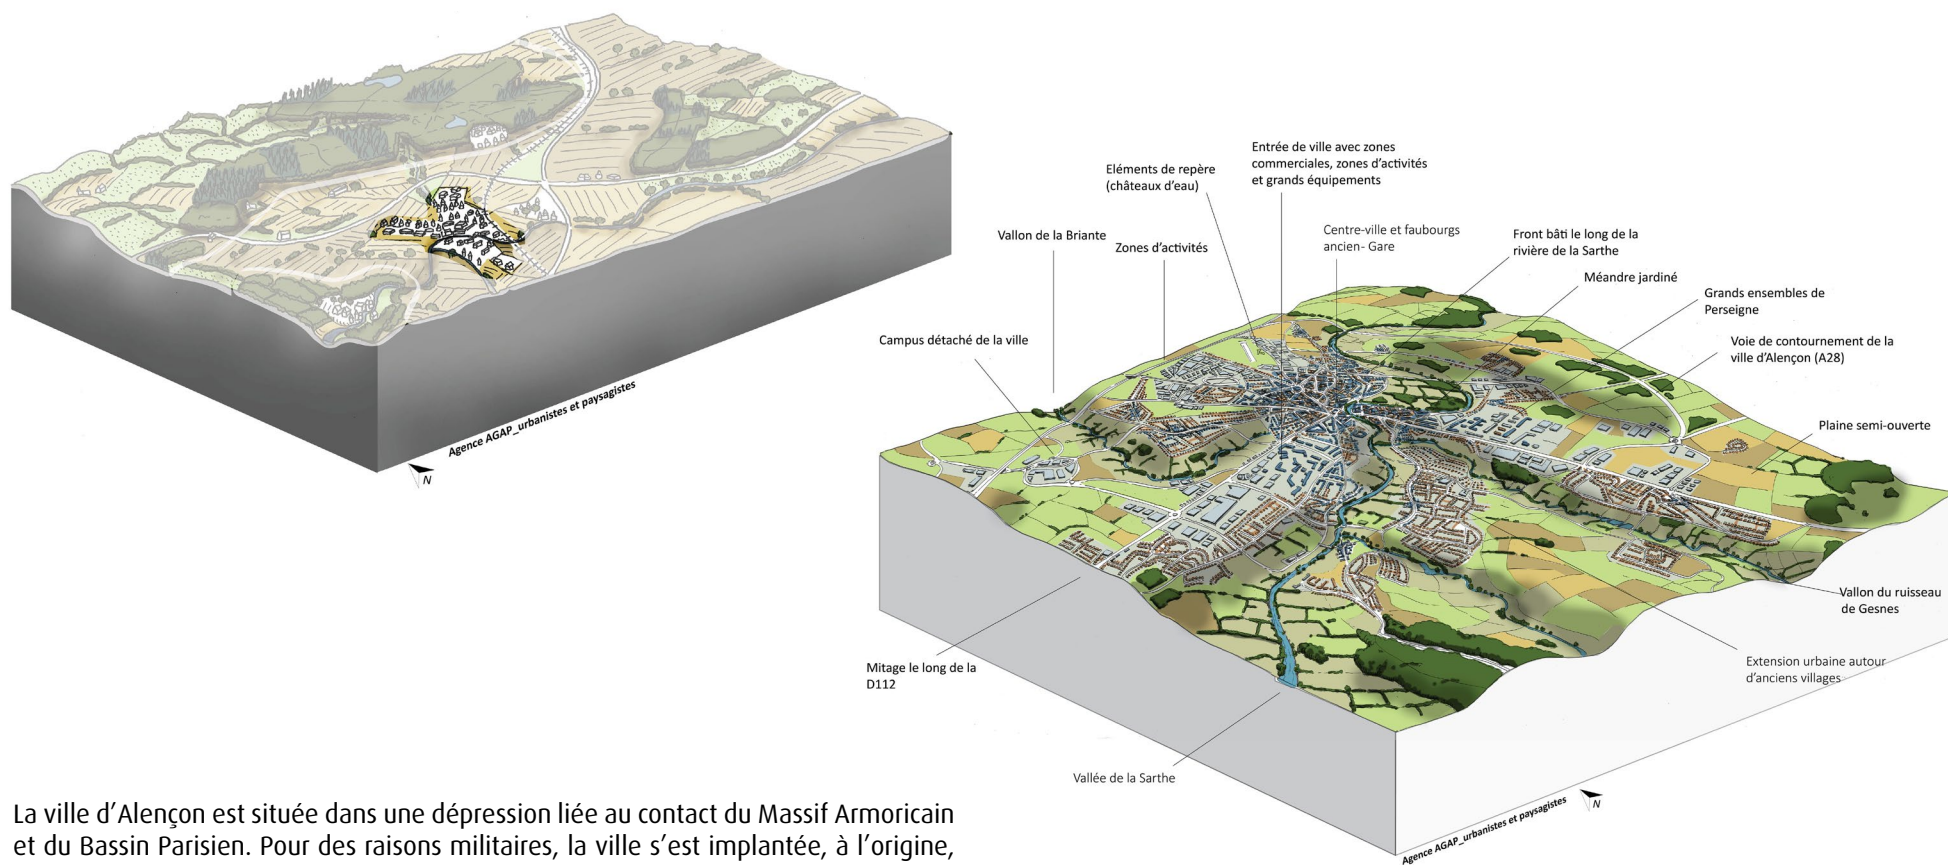 Agence AGAP_urbanistes et paysagistes
N
Entrée de ville avec zones
commerciales, zones d'activités
et grands équipements
Eléments de repère
(châteaux d'eau)
Centre-ville et faubourgs
ancien- Gare
Front bâti le long de la
rivière de la Sarthe
Vallon de la Briante
Zones d'activités
Méandre jardiné
Grands ensembles de
Perseigne
Campus détaché de la ville
Voie de contournement de la
ville d'Alençon (A28)
Plaine semi-ouverte
Vallon du ruisseau
de Gesnes
Mitage le long de la
D112
Extension urbaine autour
d'anciens villages
Vallée de la Sarthe
Agence AGAP_urbanistes et paysagistes
N
La ville d'Alençon est située dans une dépression liée au contact du Massif Armoricain
et du Bassin Parisien. Pour des raisons militaires, la ville s'est implantée, à l'origine,